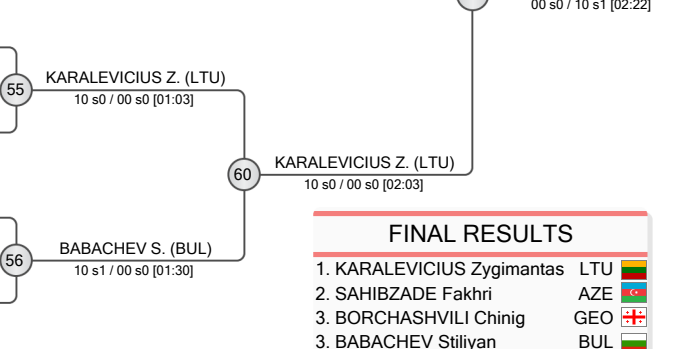 00 s0 / 10 s1 [02:22]
55
KARALEVICIUS Z. (LTU)
10 s0 / 00 s0 [01:03]
60
KARALEVICIUS Z. (LTU)
10 s0 / 00 s0 [02:03]
56
BABACHEV S. (BUL)
10 s1 / 00 s0 [01:30]
FINAL RESULTS
1. KARALEVICIUS Zygimantas LTU
2. SAHIBZADE Fakhri AZE
3. BORCHASHVILI Chinig GEO
3. BABACHEV Stiliyan BUL